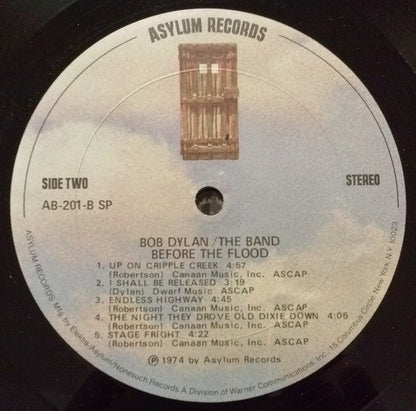 ASYLUM RECORDS
SIDE TWO
STEREO
AB-201-B SP
BOB DYLAN/THE BAND
BEFORE THE FLOOD
1. UP ON CRIPPLE CREEK 4:57
(Robertson) Canaan Music, Inc. ASCAP
2. I SHALL BE RELEASED 3:19
(Dylan) Dwarf Music ASCAP
3. ENDLESS HIGHWAY 4:45
(Robertson) Canaan Music, Inc. ASCAP
4. THE NIGHT THEY DROVE OLD DIXIE DOWN 4:05
(Robertson) Canaan Music, Inc. ASCAP
5. STAGE FRIGHT 4:22
(Robertson) Canaan Music, Inc. ASCAP
℗ 1974 by Asylum Records
ASYLUM RECORDS Mfg by Elektra/Asylum/Nonesuch Records. A Division of Warner Communications, Inc. 15 Columbus Circle New York N.Y. 10023